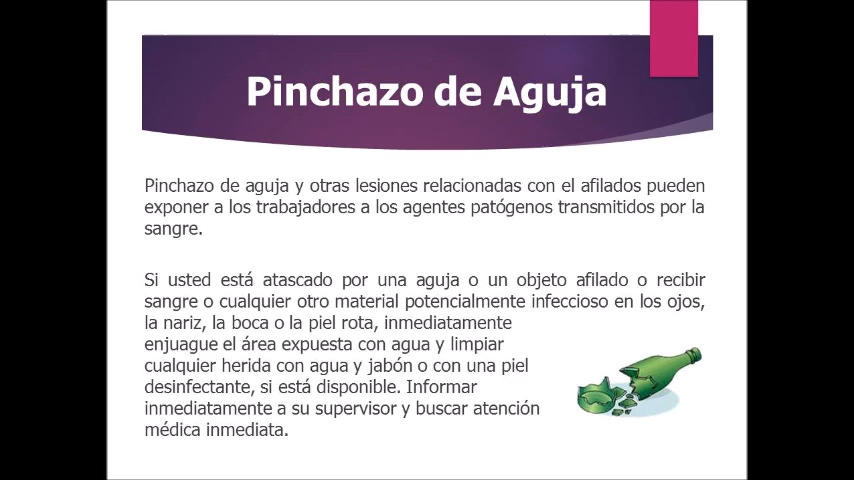 Pinchazo de Aguja
Pinchazo de aguja y otras lesiones relacionadas con el afilados pueden
exponer a los trabajadores a los agentes patógenos transmitidos por la
sangre.
Si usted está atascado por una aguja o un objeto afilado o recibir
sangre o cualquier otro material potencialmente infeccioso en los ojos,
la nariz, la boca o la piel rota, inmediatamente
enjuague el área expuesta con agua y limpiar
cualquier herida con agua y jabón o con una piel
desinfectante, si está disponible. Informar
inmediatamente a su supervisor y buscar atención
médica inmediata.